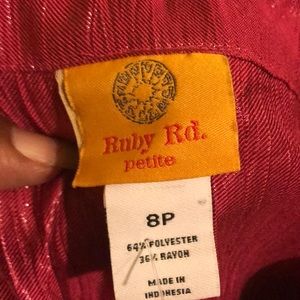 Ruby Rd.
petite
8P
64% POLYESTER
36% RAYON
MADE IN
INDONESIA